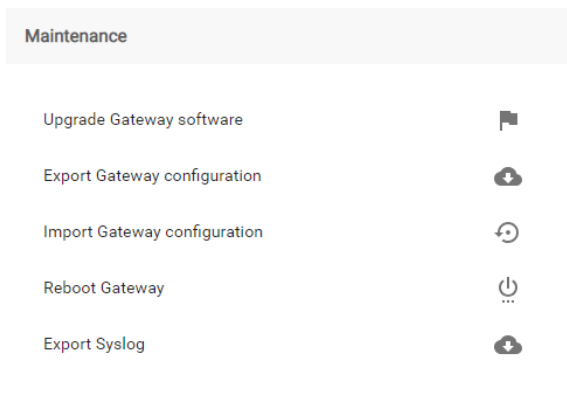 Maintenance
Upgrade Gateway software
Export Gateway configuration
Import Gateway configuration
Reboot Gateway
Export Syslog